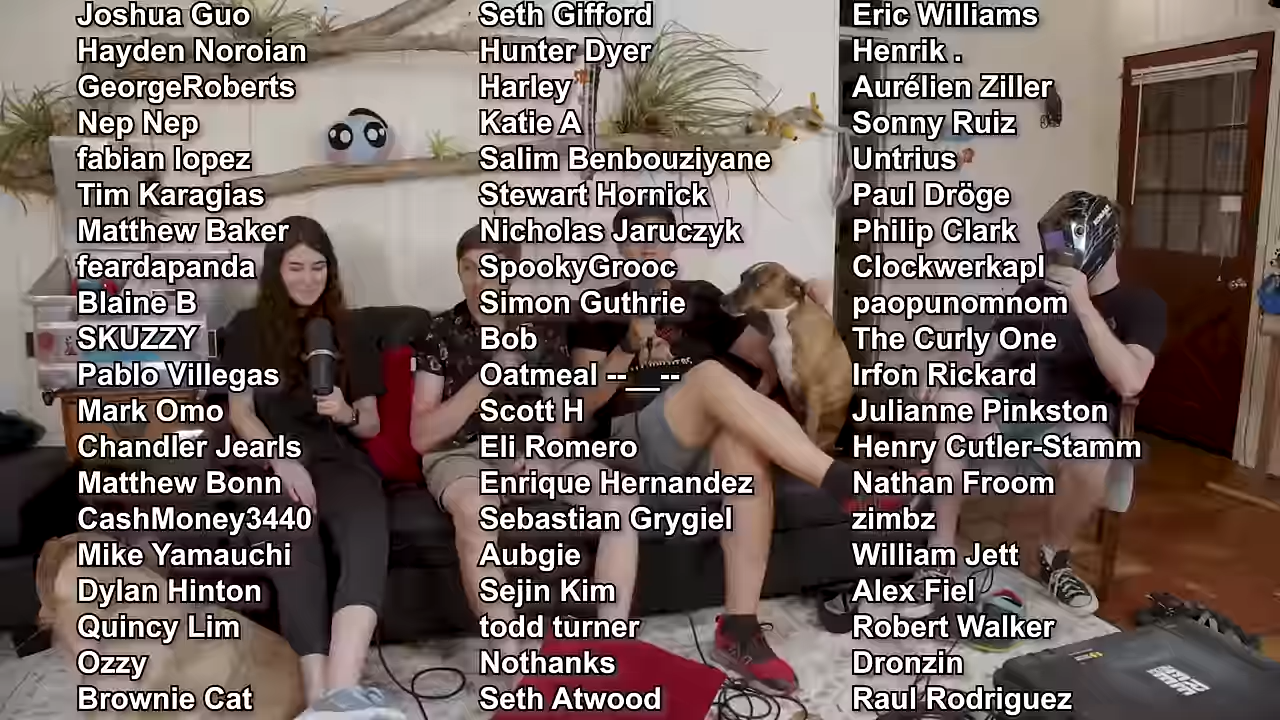 Joshua Guo
Hayden Noroian
GeorgeRoberts
Nep Nep
fabian lopez
Tim Karagias
Matthew Baker
feardapanda
Blaine B
SKUZZY
Pablo Villegas
Mark Omo
Chandler Jearls
Matthew Bonn
CashMoney3440
Mike Yamauchi
Dylan Hinton
Quincy Lim
Ozzy
Brownie Cat
Seth Gifford
Hunter Dyer
Harley
Katie A
Salim Benbouziyane
Stewart Hornick
Nicholas Jaruczyk
SpookyGrooc
Simon Guthrie
Bob
Oatmeal --__--
Scott H
Eli Romero
Enrique Hernandez
Sebastian Grygiel
Aubgie
Sejin Kim
todd turner
Nothanks
Seth Atwood
Eric Williams
Henrik .
Aurélien Ziller
Sonny Ruiz
Untrius
Paul Dröge
Philip Clark
Clockwerkapl
paopunomnom
The Curly One
Irfon Rickard
Julianne Pinkston
Henry Cutler-Stamm
Nathan Froom
zimbz
William Jett
Alex Fiel
Robert Walker
Dronzin
Raul Rodriguez